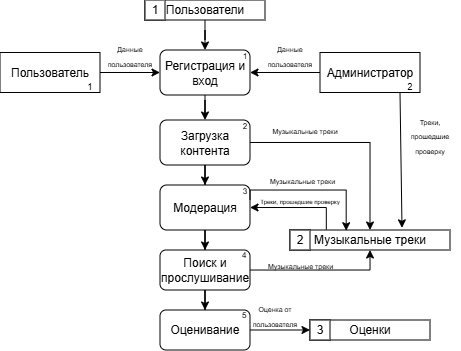 1 Пользователи
Данные
пользователя
Данные
пользователя
Пользователь
1
1
Регистрация и
вход
Администратор
2
2
Загрузка
контента
Музыкальные треки
Треки,
прошедшие
проверку
3
Модерация
Музыкальные треки
Треки, прошедшие проверку
2 Музыкальные треки
4
Поиск и
прослушивание
Музыкальные треки
5
Оценивание
Оценка от
пользователя
3 Оценки